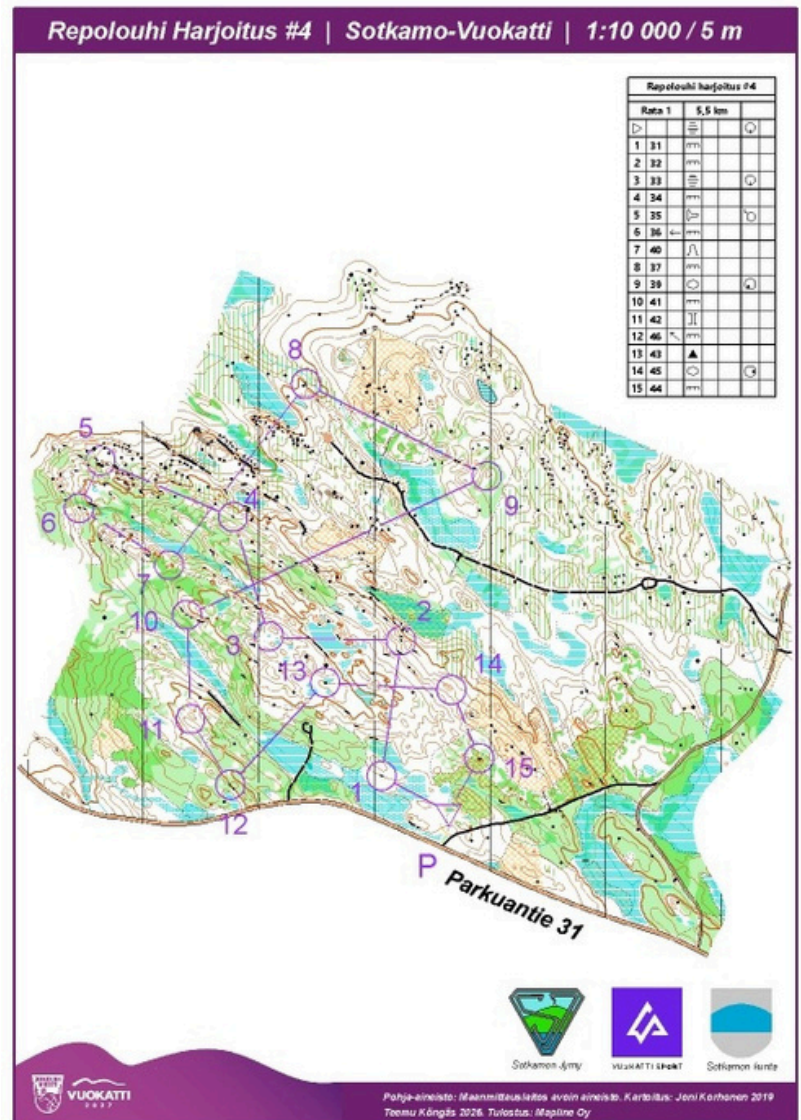 Repolouhi Harjoitus #4 | Sotkamo-Vuokatti | 1:10 000 / 5 m
Repolouhi harjoitus #4
Rata 1 5,5 km
1 31
2 32
3 33
4 34
5 35
6 36
7 40
8 37
9 39
10 41
11 42
12 46
13 43
14 45
15 44
8
5
9
4
6
7
10
2
3
13
14
11
15
1
12
P
Parkuantie 31
Sotkamon Jymy
VUOKATTI SPORT
Sotkamon kunta
VUOKATTI
2027
Pohja-aineisto: Maanmittauslaitos avoin aineisto. Kartoitus: Joni Korhonen 2019
Teemu Köngäs 2026. Tulostus: Mapline Oy